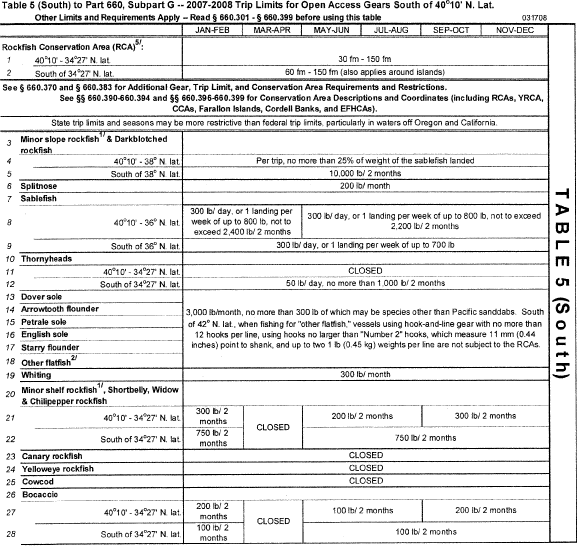 Table 5 (South) to Part 660, Subpart G -- 2007-2008 Trip Limits for Open Access Gears South of 40°10' N. Lat.
Other Limits and Requirements Apply -- Read § 660.301 - § 660.399 before using this table 031708
JAN-FEB MAR-APR MAY-JUN JUL-AUG SEP-OCT NOV-DEC
Rockfish Conservation Area (RCA)5/:
1 40°10' - 34°27' N. lat. 30 fm - 150 fm
2 South of 34°27' N. lat. 60 fm - 150 fm (also applies around islands)
See § 660.370 and § 660.383 for Additional Gear, Trip Limit, and Conservation Area Requirements and Restrictions.
See §§ 660.390-660.394 and §§ 660.396-660.399 for Conservation Area Descriptions and Coordinates (including RCAs, YRCA,
CCAs, Farallon Islands, Cordell Banks, and EFHCAs).
State trip limits and seasons may be more restrictive than federal trip limits, particularly in waters off Oregon and California.
3 Minor slope rockfish1/ & Darkblotched
rockfish
4 40°10' - 38° N. lat. Per trip, no more than 25% of weight of the sablefish landed
5 South of 38° N. lat. 10,000 lb/ 2 months
6 Splitnose 200 lb/ month
7 Sablefish
8 40°10' - 36° N. lat. 300 lb/ day, or 1 landing per
week of up to 800 lb, not to
exceed 2,400 lb/ 2 months
300 lb/ day, or 1 landing per week of up to 800 lb, not to exceed
2,200 lb/ 2 months
9 South of 36° N. lat. 300 lb/ day, or 1 landing per week of up to 700 lb
10 Thornyheads
11 40°10' - 34°27' N. lat. CLOSED
12 South of 34°27' N. lat. 50 lb/ day, no more than 1,000 lb/ 2 months
13 Dover sole
14 Arrowtooth flounder
15 Petrale sole
16 English sole
17 Starry flounder
18 Other flatfish2/
3,000 lb/month, no more than 300 lb of which may be species other than Pacific sanddabs. South
of 42° N. lat., when fishing for "other flatfish," vessels using hook-and-line gear with no more than
12 hooks per line, using hooks no larger than "Number 2" hooks, which measure 11 mm (0.44
inches) point to shank, and up to two 1 lb (0.45 kg) weights per line are not subject to the RCAs.
19 Whiting 300 lb/ month
20 Minor shelf rockfish1/, Shortbelly, Widow
& Chilipepper rockfish
21 40°10' - 34°27' N. lat. 300 lb/ 2
months
CLOSED
200 lb/ 2 months 300 lb/ 2 months
22 South of 34°27' N. lat. 750 lb/ 2
months
750 lb/ 2 months
23 Canary rockfish CLOSED
24 Yelloweye rockfish CLOSED
25 Cowcod CLOSED
26 Bocaccio
27 40°10' - 34°27' N. lat. 200 lb/ 2
months
CLOSED
100 lb/ 2 months 200 lb/ 2 months
28 South of 34°27' N. lat. 100 lb/ 2
months
100 lb/ 2 months
TABLE 5 (South)